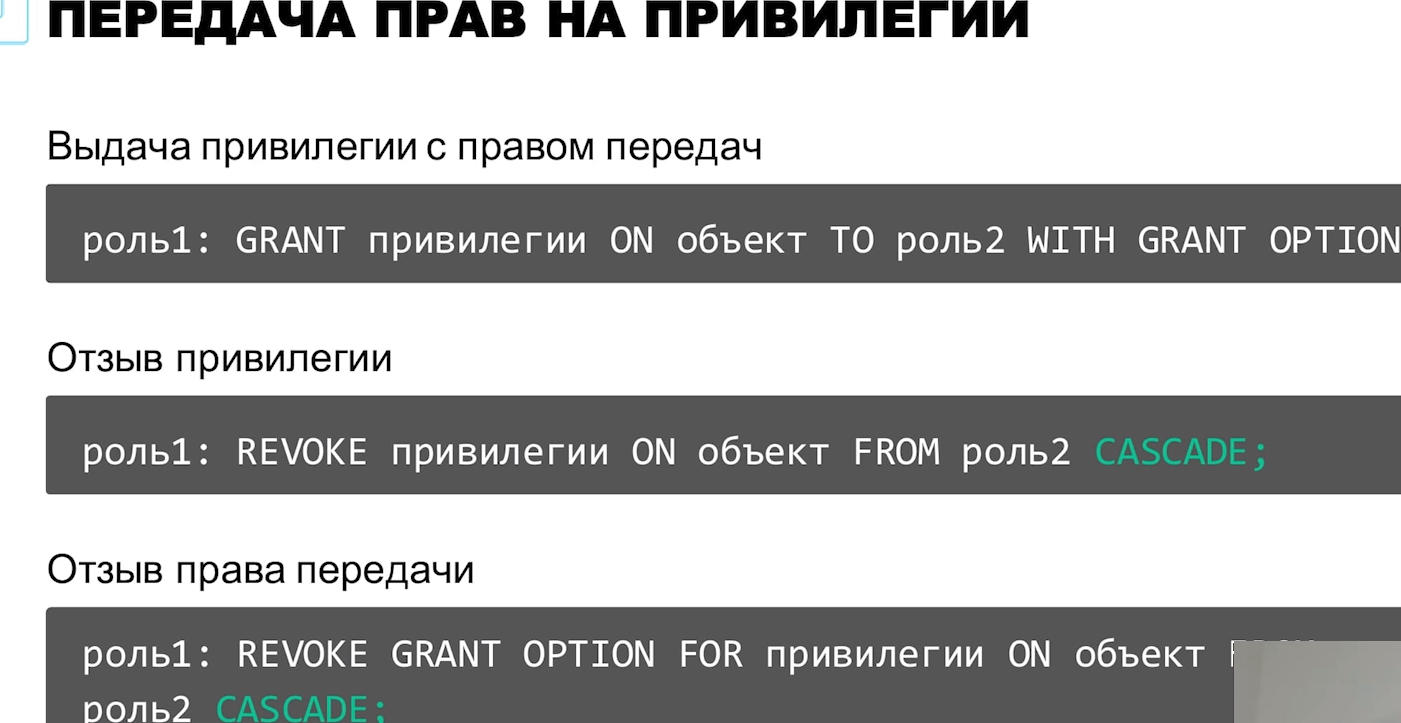 ПЕРЕДАЧА ПРАВ НА ПРИВИЛЕГИИ
Выдача привилегии с правом передач
роль1: GRANT привилегии ON объект TO роль2 WITH GRANT OPTION
Отзыв привилегии
роль1: REVOKE привилегии ON объект FROM роль2 CASCADE;
Отзыв права передачи
роль1: REVOKE GRANT OPTION FOR привилегии ON объект
роль2 CASCADE;